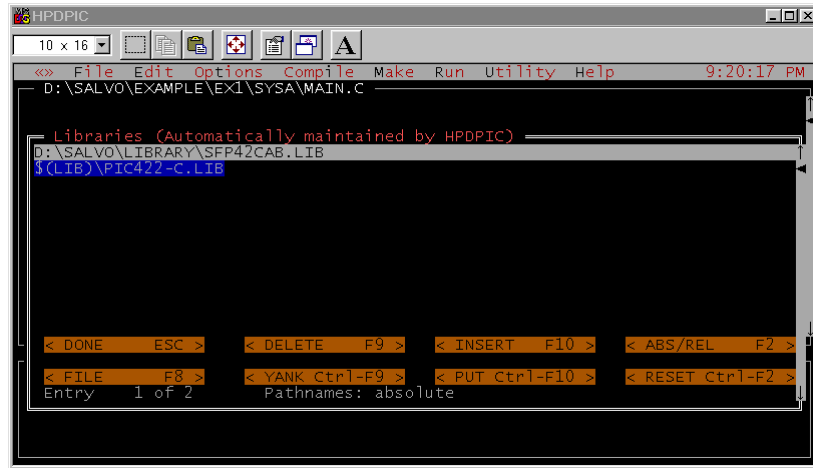 HPDPIC
10 x 16 A
«» File Edit Options Compile Make Run Utility Help 9:20:17 PM
D:\SALVO\EXAMPLE\EX1\SYSA\MAIN.C
Libraries (Automatically maintained by HPDPIC)
D:\SALVO\LIBRARY\SFP42CAB.LIB
$(LIB)\PIC422-C.LIB
< DONE ESC > < DELETE F9 > < INSERT F10 > < ABS/REL F2 >
< FILE F8 > < YANK Ctrl-F9 > < PUT Ctrl-F10 > < RESET Ctrl-F2 >
Entry 1 of 2 Pathnames: absolute